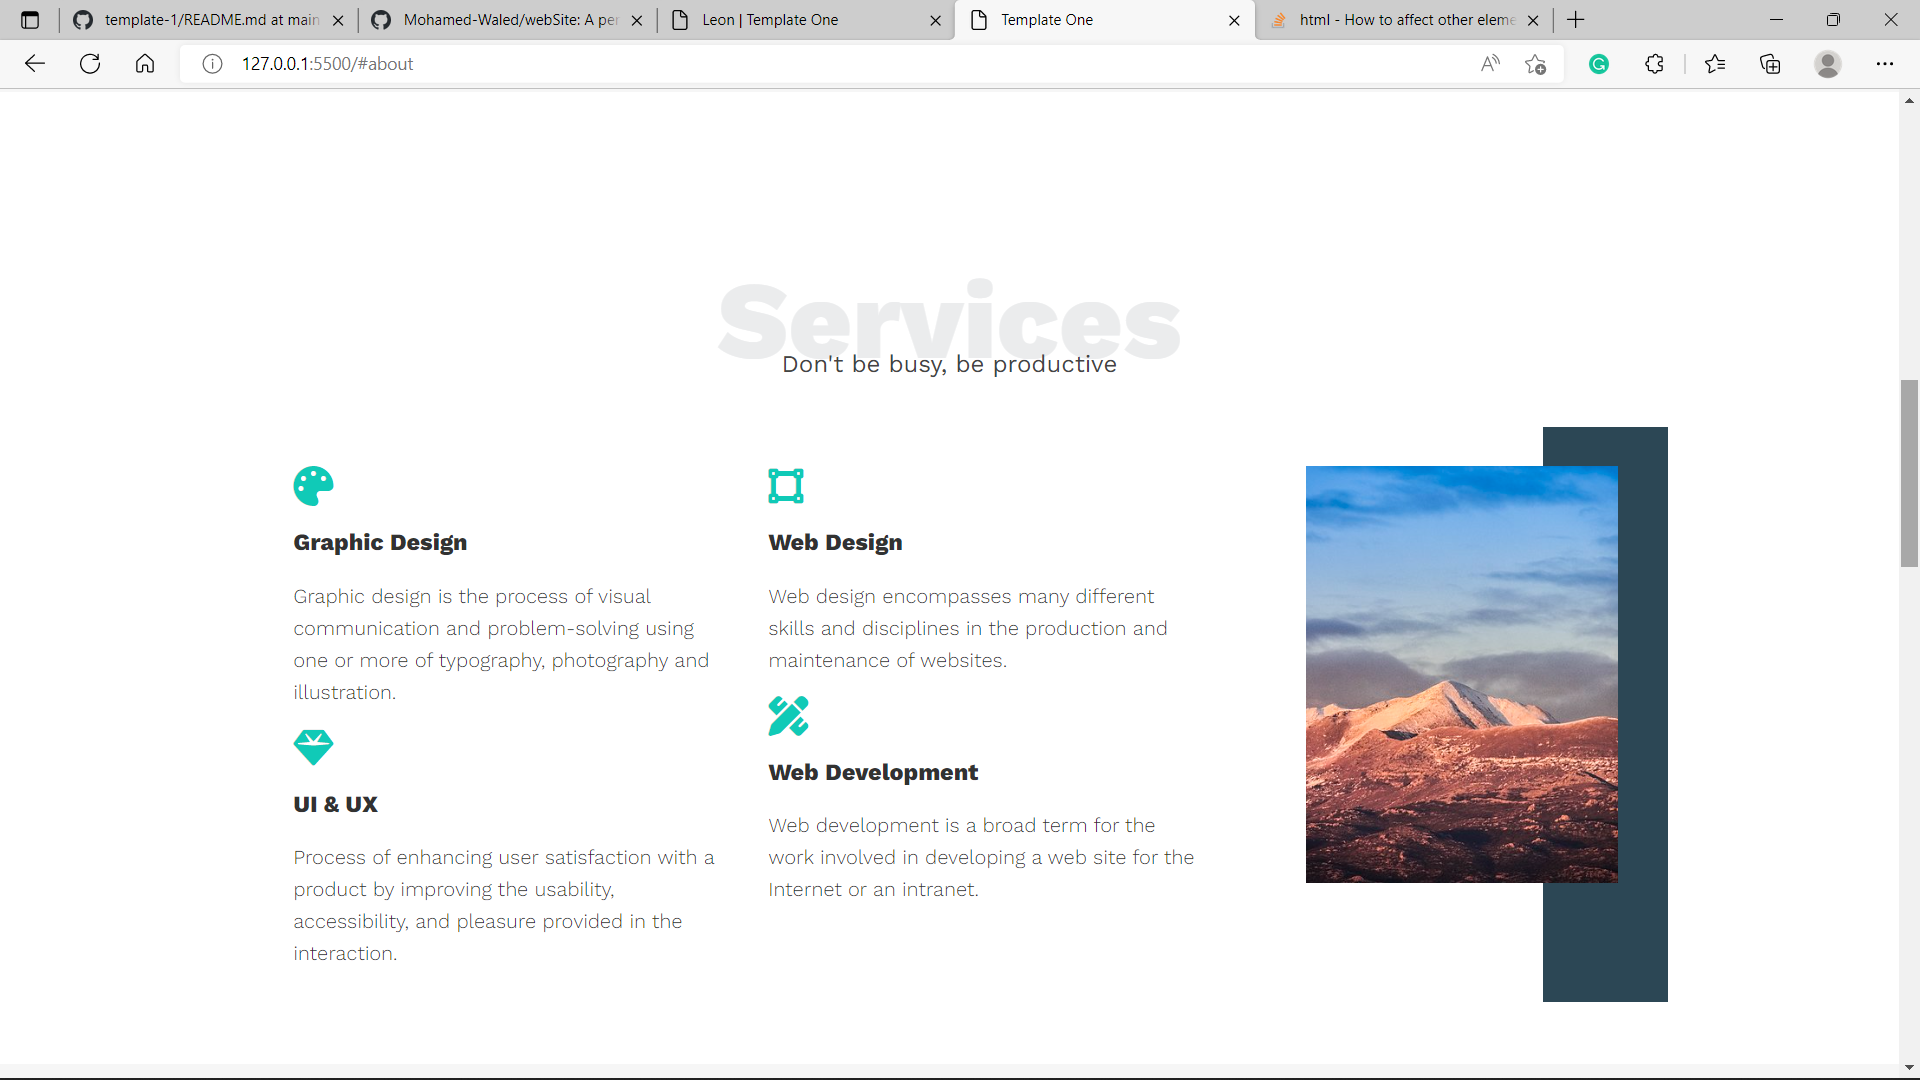 template-1/README.md at main
Mohamed-Waled/webSite: A per
Leon | Template One
Template One
html - How to affect other eleme
127.0.0.1:5500/#about
Services
Don't be busy, be productive
Graphic Design
Graphic design is the process of visual
communication and problem-solving using
one or more of typography, photography and
illustration.
UI & UX
Process of enhancing user satisfaction with a
product by improving the usability,
accessibility, and pleasure provided in the
interaction.
Web Design
Web design encompasses many different
skills and disciplines in the production and
maintenance of websites.
Web Development
Web development is a broad term for the
work involved in developing a web site for the
Internet or an intranet.